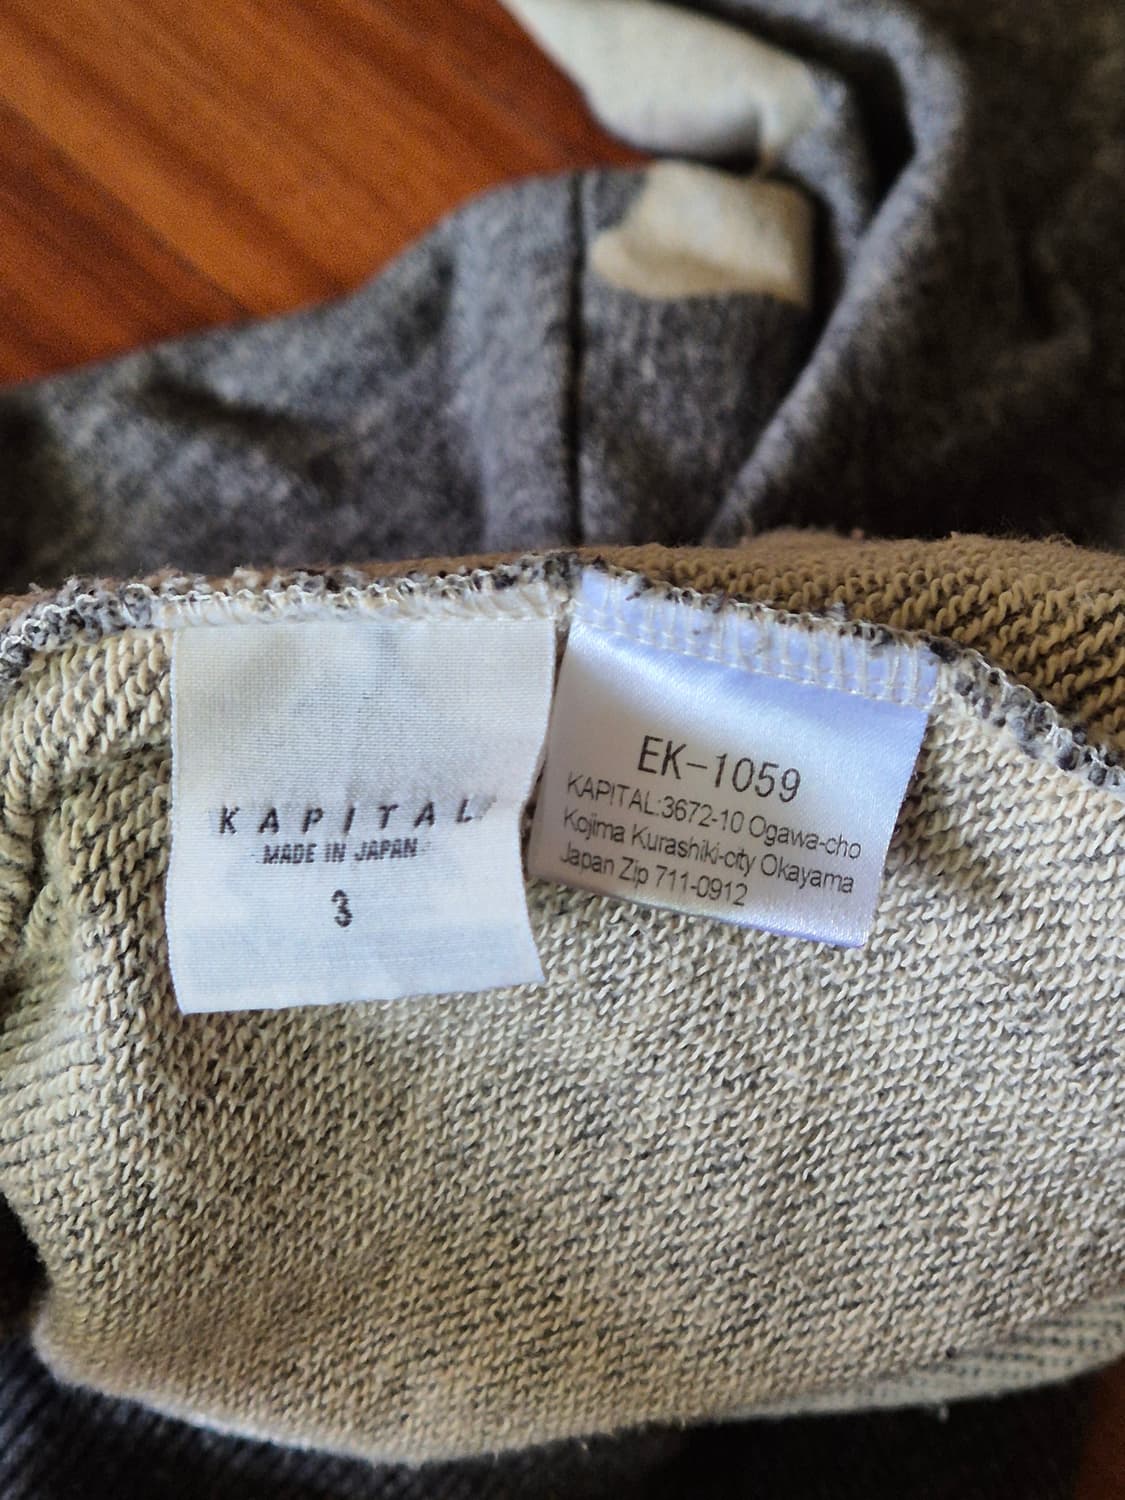 KAPITAL
MADE IN JAPAN
3
EK-1059
KAPITAL:3672-10 Ogawa-cho
Kojima Kurashiki-city Okayama
Japan Zip 711-0912